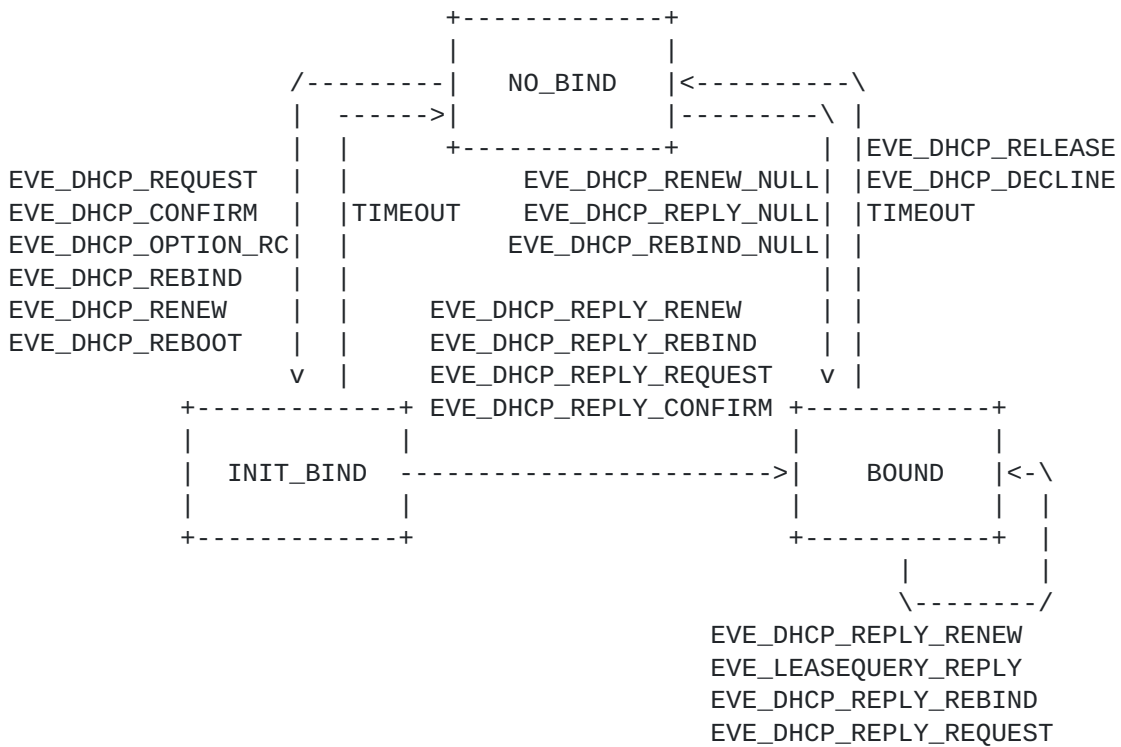 NO_BIND
EVE_DHCP_RELEASE
EVE_DHCP_REQUEST EVE_DHCP_RENEW_NULL EVE_DHCP_DECLINE
EVE_DHCP_CONFIRM TIMEOUT EVE_DHCP_REPLY_NULL TIMEOUT
EVE_DHCP_OPTION_RC EVE_DHCP_REBIND_NULL
EVE_DHCP_REBIND
EVE_DHCP_RENEW EVE_DHCP_REPLY_RENEW
EVE_DHCP_REBOOT EVE_DHCP_REPLY_REBIND
EVE_DHCP_REPLY_REQUEST
EVE_DHCP_REPLY_CONFIRM
INIT_BIND BOUND
EVE_DHCP_REPLY_RENEW
EVE_LEASEQUERY_REPLY
EVE_DHCP_REPLY_REBIND
EVE_DHCP_REPLY_REQUEST